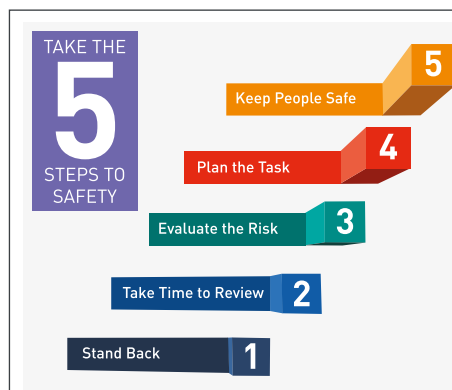 TAKE THE
5
STEPS TO
SAFETY
5
Keep People Safe
4
Plan the Task
3
Evaluate the Risk
2
Take Time to Review
1
Stand Back